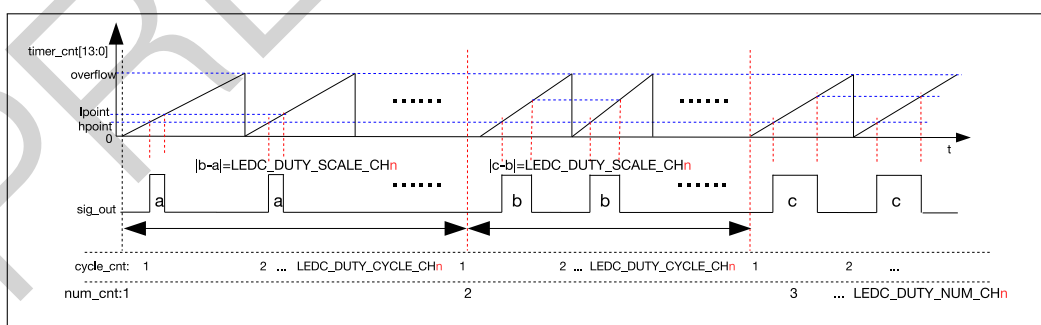 timer_cnt[13:0]
overflow
lpoint
hpoint
0
......
......
t
|b-a|=LEDC_DUTY_SCALE_CHn
|c-b|=LEDC_DUTY_SCALE_CHn
......
......
sig_out
a
a
b
b
c
c
cycle_cnt: 1 2 ... LEDC_DUTY_CYCLE_CHn 1 2 ... LEDC_DUTY_CYCLE_CHn 1 2 ...
num_cnt:1 2 3 ... LEDC_DUTY_NUM_CHn